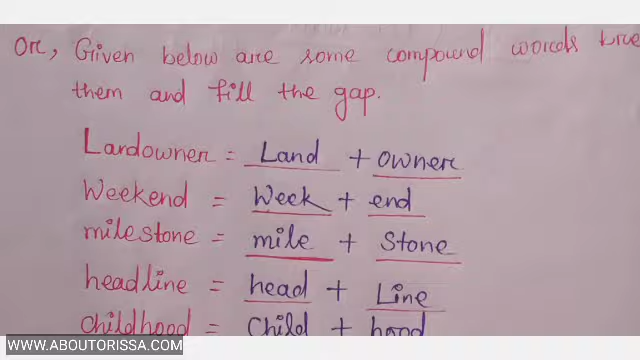 Or, Given below are some compound words true
them and fill the gap.
Landowner = Land + owner
Weekend = Week + end
milestone = mile + Stone
headline = head + Line
childhood = Child + hood
WWW.ABOUTORISSA.COM